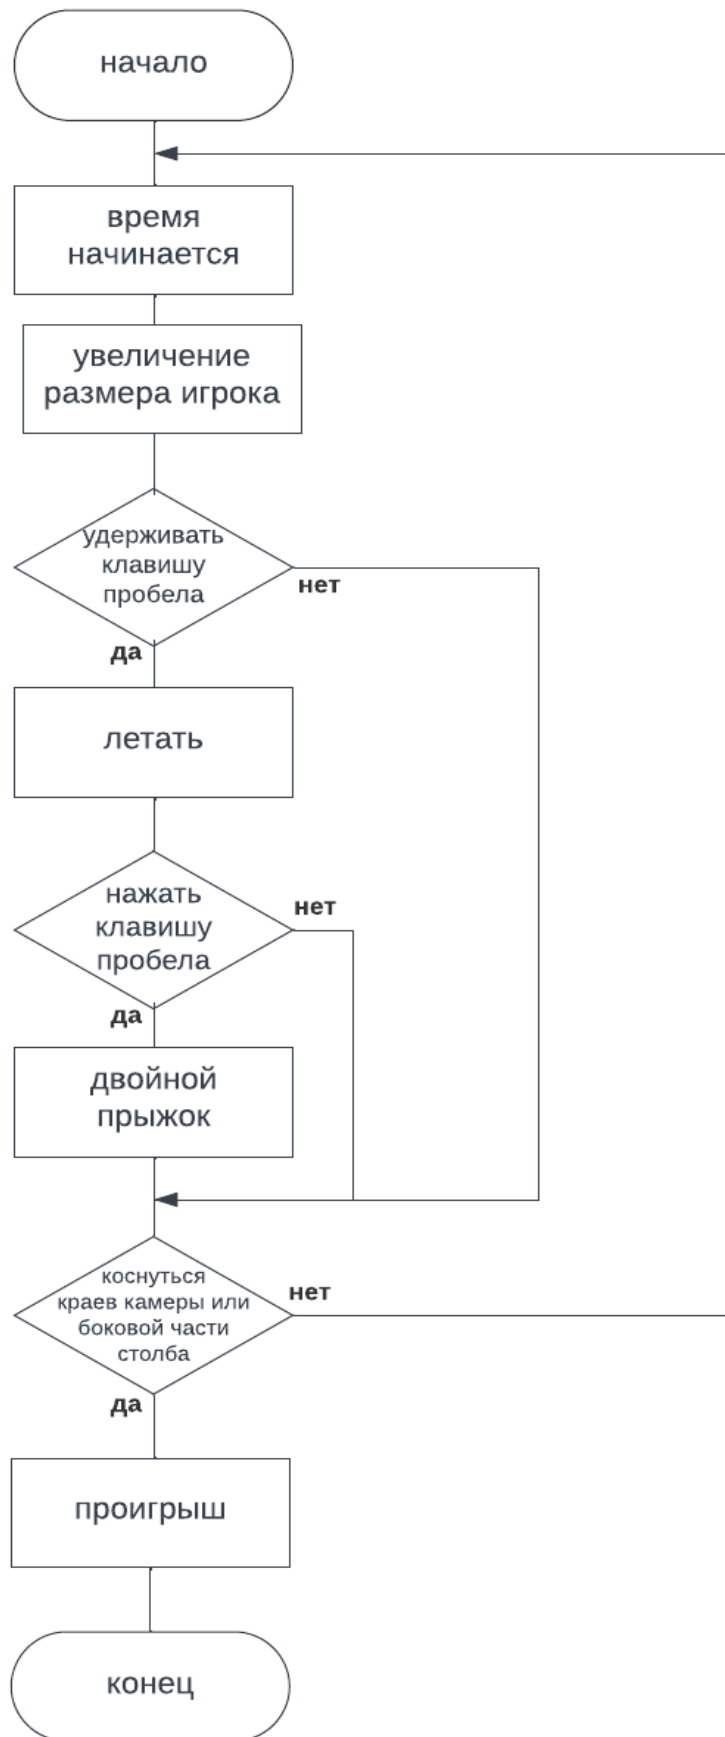 начало
время
начинается
увеличение
размера игрока
удерживать
клавишу
пробела
нет
да
летать
нажать
клавишу
пробела
нет
да
двойной
прыжок
коснуться
краев камеры или
боковой части
столба
нет
да
проигрыш
конец